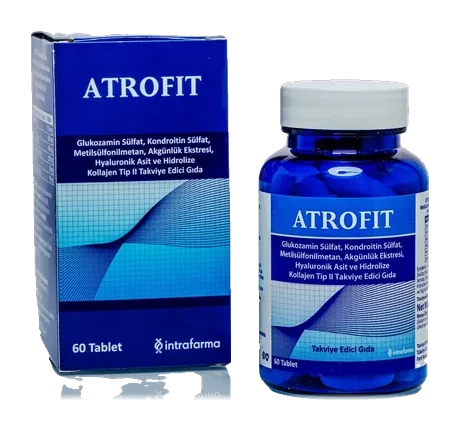 ATROFIT
Glukozamin Sülfat, Kondroitin Sülfat,
Metilsülfonilmetan, Akgünlük Ekstresi,
Hyaluronik Asit ve Hidrolize
Kollajen Tip II Takviye Edici Gıda
60 Tablet
intrafarma
ATROFIT
Glukozamin Sülfat, Kondroitin Sülfat,
Metilsülfonilmetan, Akgünlük Ekstresi,
Hyaluronik Asit ve Hidrolize
Kollajen Tip II Takviye Edici Gıda
Takviye Edici Gıda
60 Tablet
intrafarma